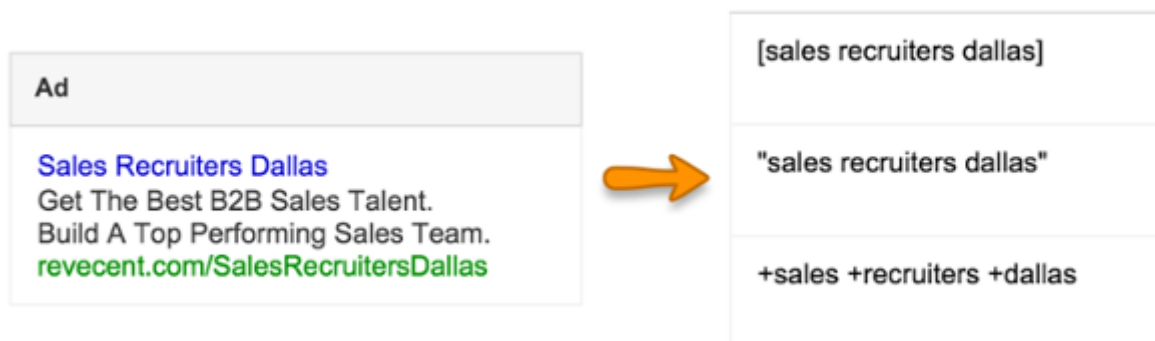 Ad
Sales Recruiters Dallas
Get The Best B2B Sales Talent.
Build A Top Performing Sales Team.
revecent.com/SalesRecruitersDallas
[sales recruiters dallas]
"sales recruiters dallas"
+sales +recruiters +dallas